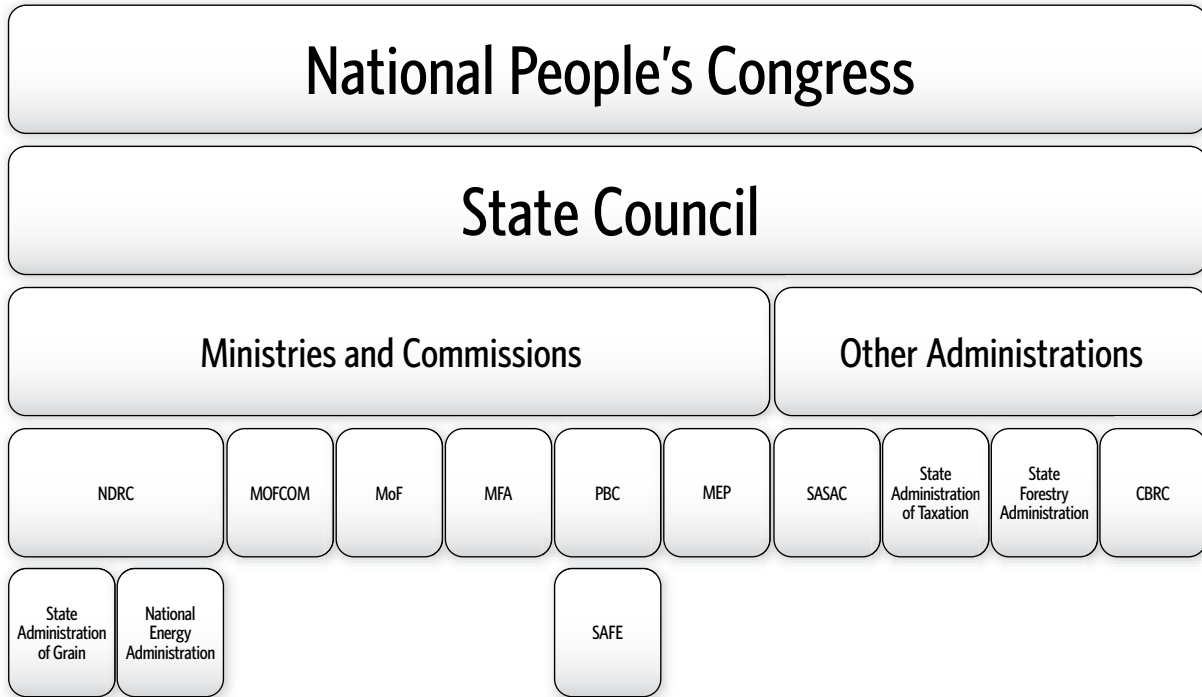 National People's Congress
State Council
Ministries and Commissions
Other Administrations
NDRC
MOFCOM
MoF
MFA
PBC
MEP
SASAC
State
Administration
of Taxation
State
Forestry
Administration
CBRC
State
Administration
of Grain
National
Energy
Administration
SAFE